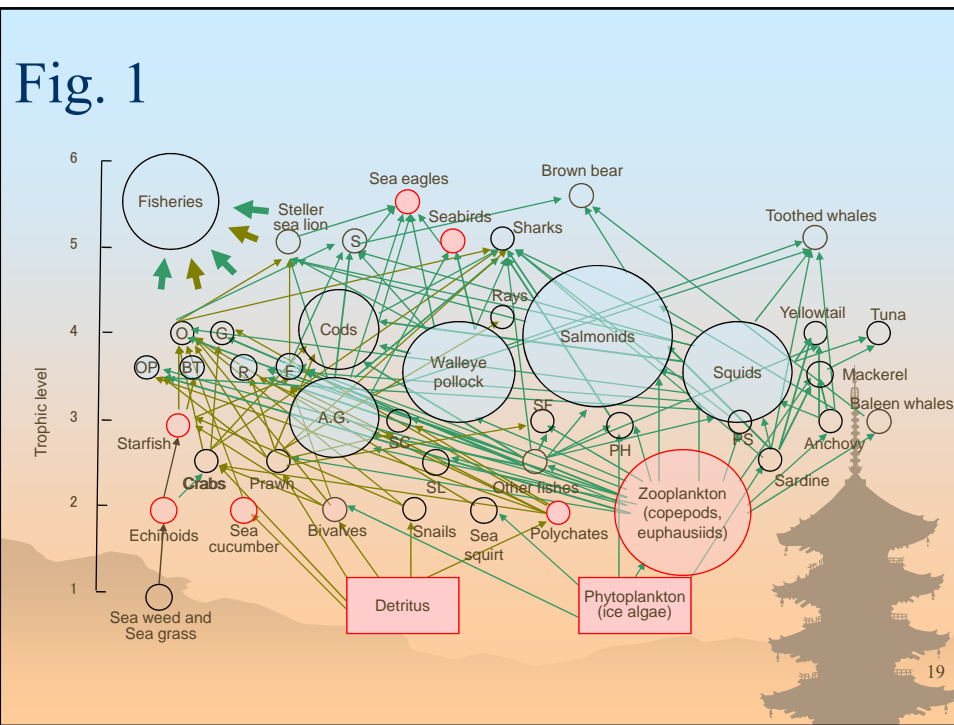 Fig. 1
6
Sea eagles
Brown bear
Fisheries
Steller
sea lion
Seabirds
Sharks
Toothed whales
5
S
Rays
Yellowtail
Tuna
4
O
G
Cods
Salmonids
Walleye
pollock
OP
BT
R
F
Squids
Mackerel
Trophic level
3
A.G.
SF
Baleen whales
Starfish
SC
PH
PS
Anchovy
Crabs
Prawn
SL
Other fishes
Sardine
Zooplankton
(copepods,
euphausiids)
2
Echinoids
Sea
cucumber
Bivalves
Snails
Sea
squirt
Polychates
1
Detritus
Phytoplankton
(ice algae)
Sea weed and
Sea grass
19